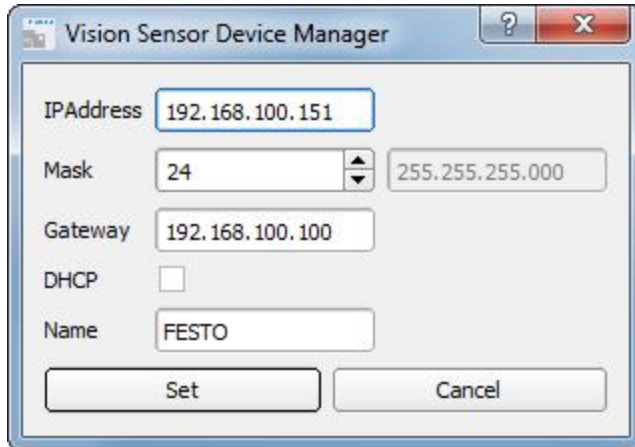 Vision Sensor Device Manager
IPAddress 192.168.100.151
Mask 24 255.255.255.000
Gateway 192.168.100.100
DHCP
Name FESTO
Set Cancel